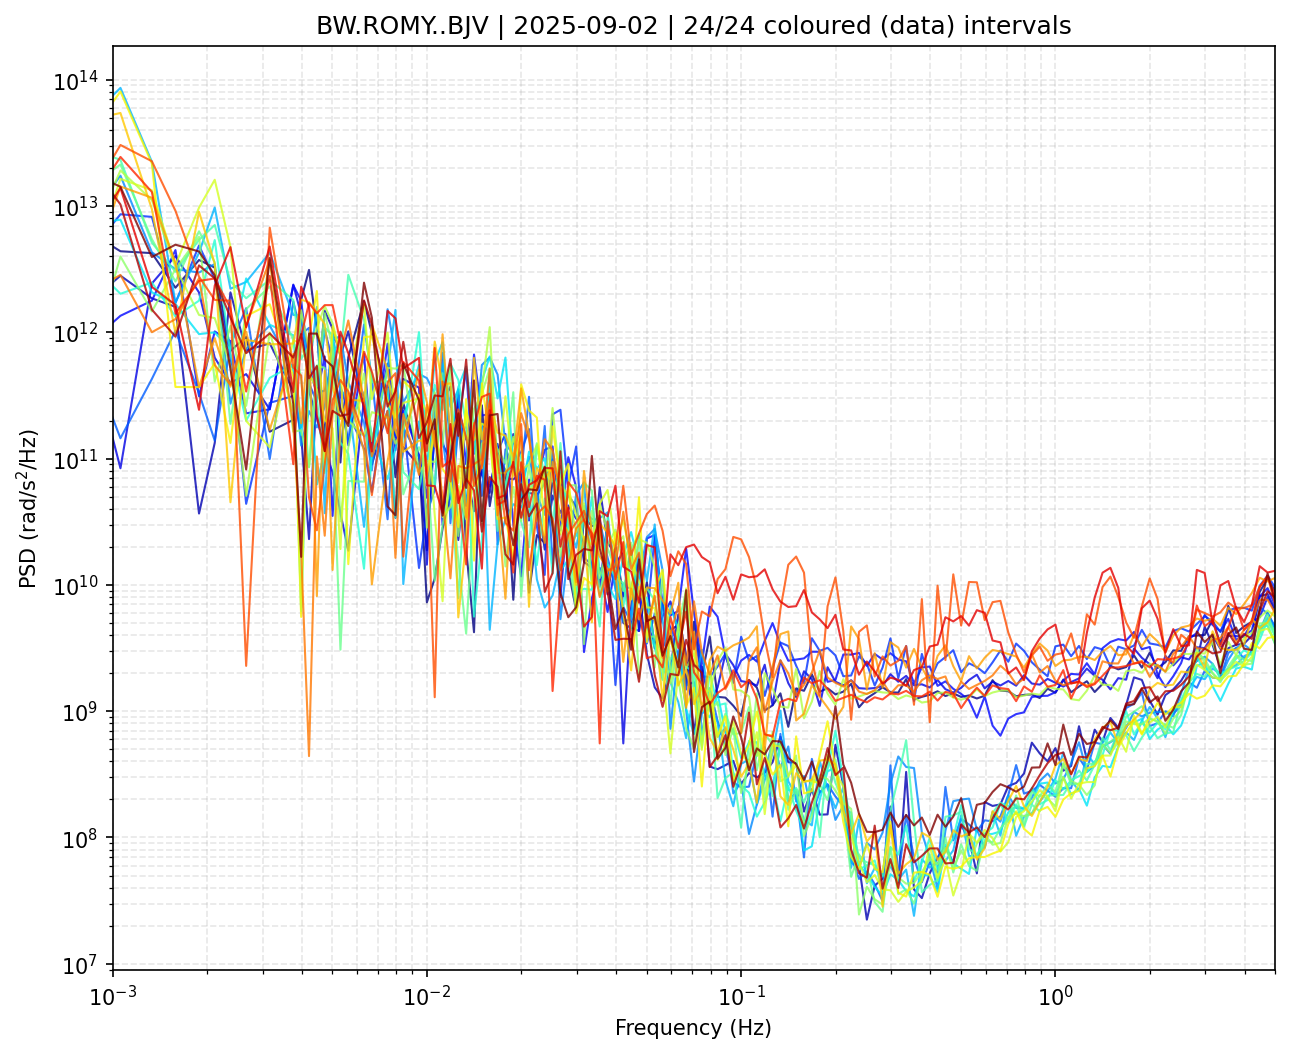 BW.ROMY..BJV | 2025-09-02 | 24/24 coloured (data) intervals
PSD (rad/s²/Hz)
10¹⁴
10¹³
10¹²
10¹¹
10¹⁰
10⁹
10⁸
10⁷
10⁻³ 10⁻² 10⁻¹ 10⁰
Frequency (Hz)